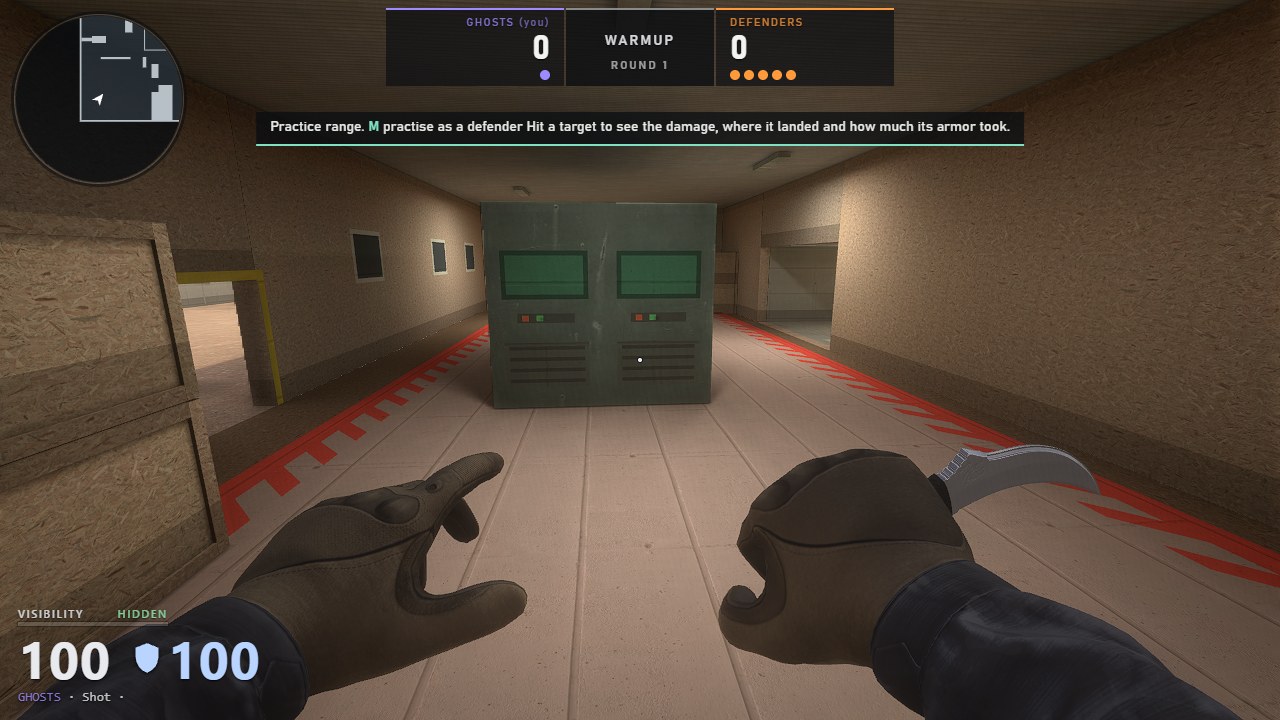 GHOSTS (you)
0
WARMUP
ROUND 1
DEFENDERS
0
Practice range. M practise as a defender Hit a target to see the damage, where it landed and how much its armor took.
VISIBILITY HIDDEN
100 100
GHOSTS · Shot ·